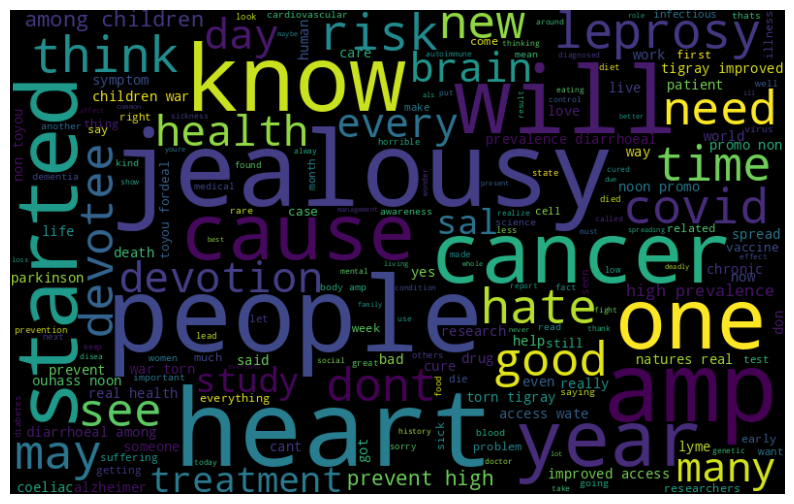 among children
look
cardiovascular
day
risk
new
around
role
infectious
thats
leprosy
maybe
autoimmune
human
come
thinking
diagnosed
mean
illness
think
know
care
brain
will
diet
work
first
tigray improved
symptom
children war
live
patient
need
started
another
thing
say
right
health
every
make
als
put
eating
control
result
love
better
ill
well
virus
common
sickness
youre
effect
prevalence diarrhoeal
world
promo non
non toyou
devotee
kind
dementia
show
found
alway
horrible
month
jealousy
way
noon promo
time
state
cured
due
toyou fordeal
medical
wonder
present
died
called
must
spreading
covid
life
rare
case
awareness
sal
cell
realize
less
science
related
spread
death
cause
management
best
yes
made
cancer
vaccine
effect
loss
parkinson
devotion
living
whole
mental
condition
body amp
low
deadly
chronic
now
prevention
people
family
report
fact
hate
high prevalence
one
seen
don
let
use
fight
next
women
lead
week
research
never
read
thank
disea
much
said
social
great
bad
others
drug
help
still
good
natures real
test
prevent
war torn
important
ouhass noon
real health
study
dont
cure
die
even
really
saying
amp
diabetes
see
everything
food
torn tigray
access wate
heart
year
diarrhoeal among
someone
cant
got
sick
sorry
history
blood
problem
lyme
early
want
may
suffering
getting
today
doctor
lot
genetic
many
coeliac
alzheimer
treatment
prevent high
take
going
improved access
researchers